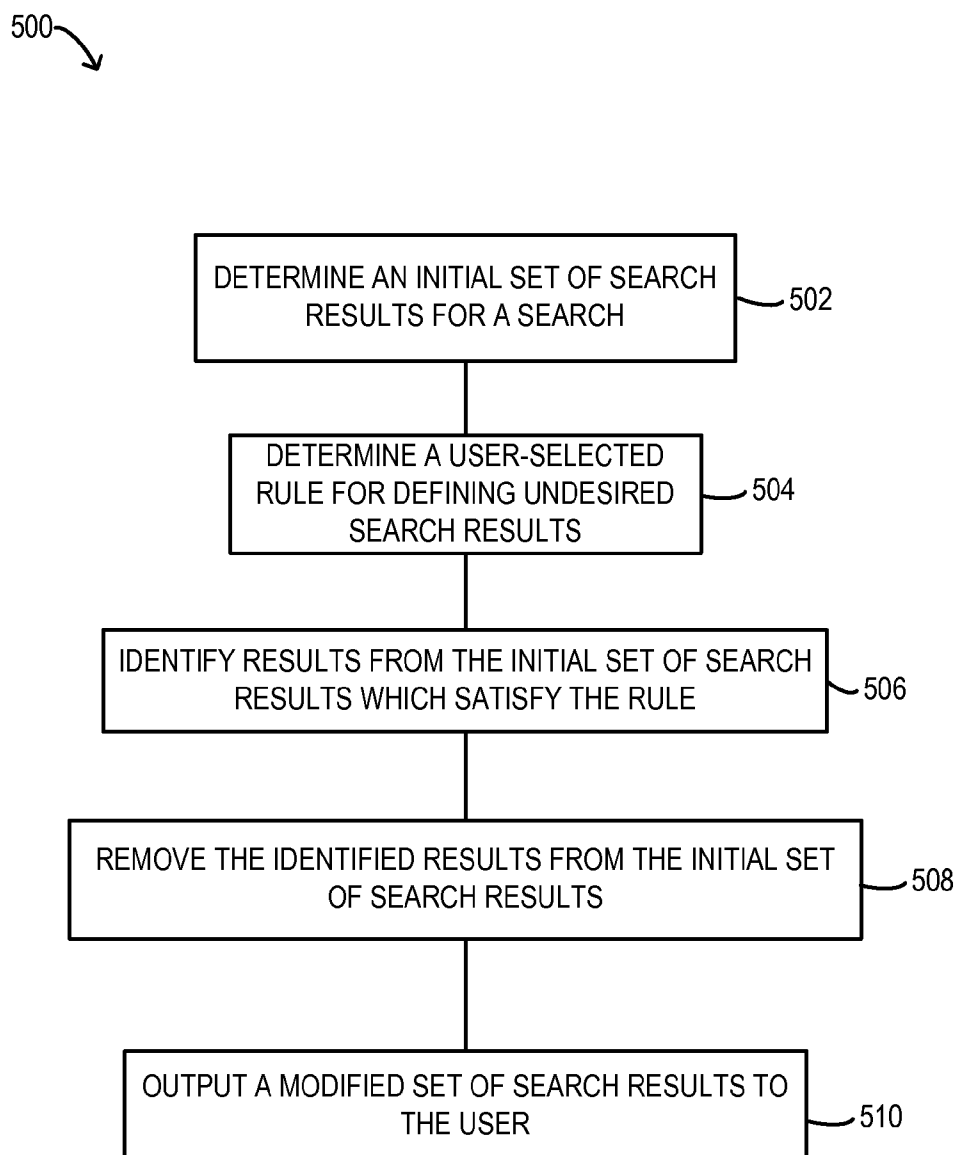 500
DETERMINE AN INITIAL SET OF SEARCH
RESULTS FOR A SEARCH
502
DETERMINE A USER-SELECTED
RULE FOR DEFINING UNDESIRED
SEARCH RESULTS
504
IDENTIFY RESULTS FROM THE INITIAL SET OF SEARCH
RESULTS WHICH SATISFY THE RULE
506
REMOVE THE IDENTIFIED RESULTS FROM THE INITIAL SET
OF SEARCH RESULTS
508
OUTPUT A MODIFIED SET OF SEARCH RESULTS TO
THE USER
510